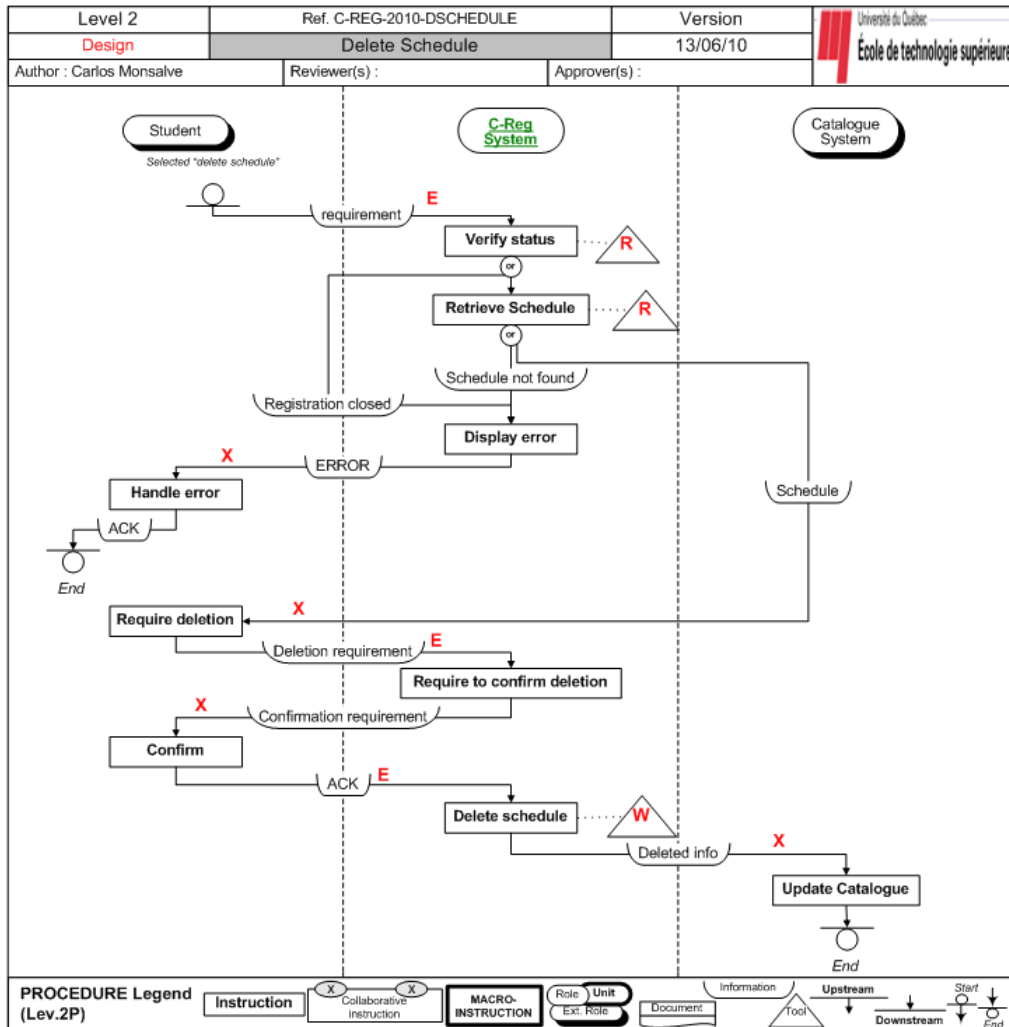 Level 2
Ref. C-REG-2010-DSCHEDULE
Version
Université du Québec
École de technologie supérieure
Design
Delete Schedule
13/06/10
Author : Carlos Monsalve
Reviewer(s) :
Approver(s) :
Student
C-Reg
System
Catalogue
System
Selected "delete schedule"
requirement
E
Verify status
R
or
Retrieve Schedule
R
or
Schedule not found
Registration closed
Display error
X
ERROR
Handle error
Schedule
ACK
End
X
Require deletion
Deletion requirement
E
Require to confirm deletion
X
Confirmation requirement
Confirm
ACK
E
Delete schedule
W
Deleted info
X
Update Catalogue
End
PROCEDURE Legend
(Lev.2P)
Instruction
X
X
Collaborative
instruction
MACRO-
INSTRUCTION
Role
Unit
Ext. Role
Document
Information
Tool
Upstream
Downstream
Start
End